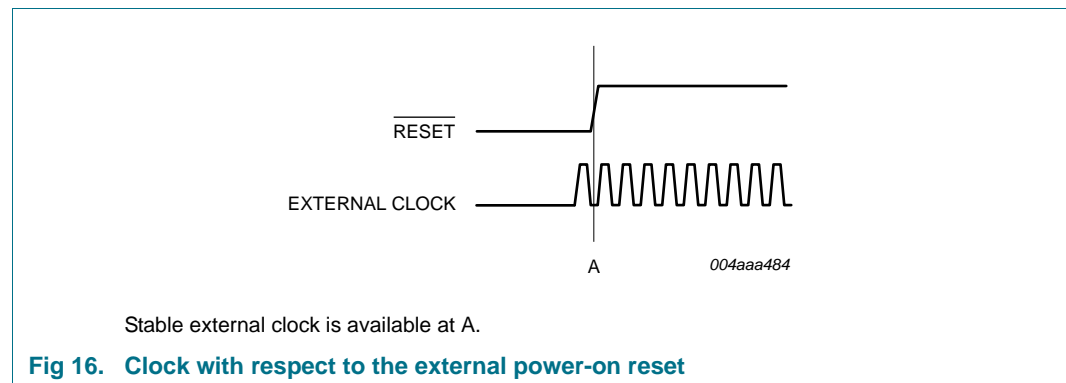 RESET
EXTERNAL CLOCK
A
004aaa484
Stable external clock is available at A.
Fig 16. Clock with respect to the external power-on reset